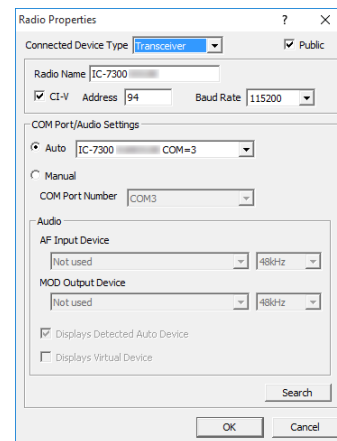 Radio Properties ? ×
Connected Device Type Transceiver Public
Radio Name IC-7300
CI-V Address 94 Baud Rate 115200
COM Port/Audio Settings
Auto IC-7300 COM=3
Manual
COM Port Number COM3
Audio
AF Input Device
Not used 48kHz
MOD Output Device
Not used 48kHz
Displays Detected Auto Device
Displays Virtual Device
Search
OK Cancel